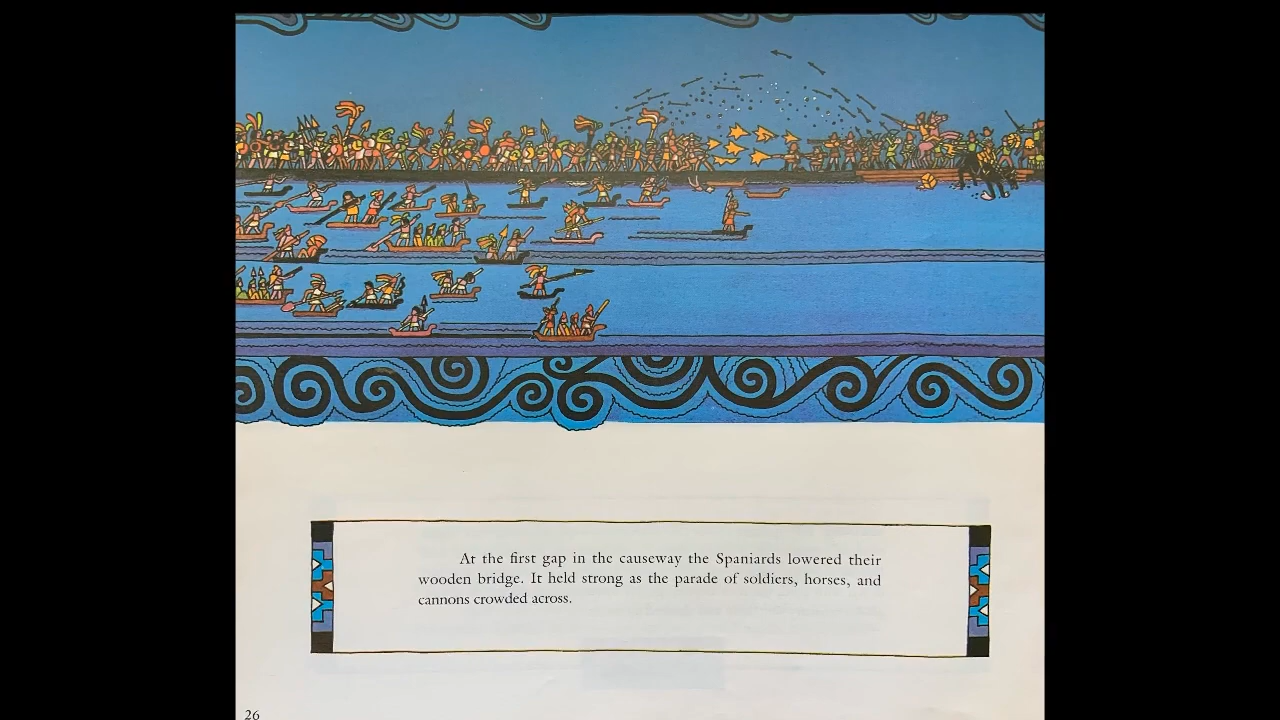 At the first gap in the causeway the Spaniards lowered their
wooden bridge. It held strong as the parade of soldiers, horses, and
cannons crowded across.
26